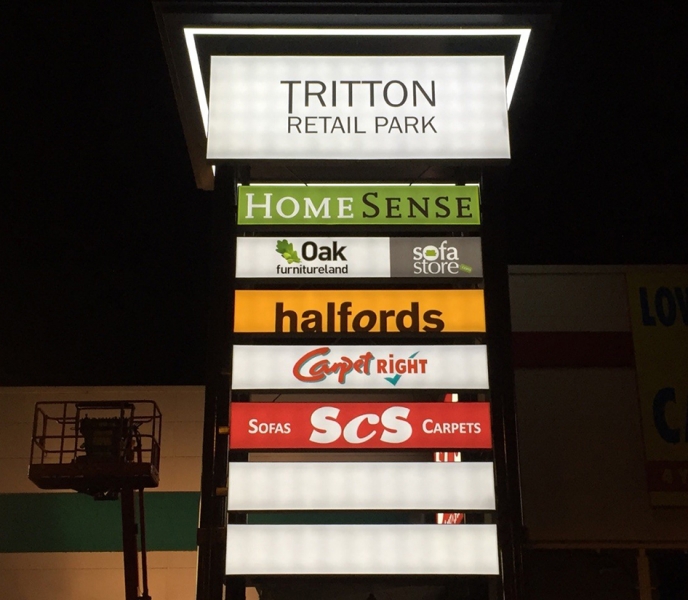 TRITTON
RETAIL PARK
HOMESENSE
Oak
furnitureland
sofa
store
halfords
Carpet RIGHT
SOFAS SCS CARPETS